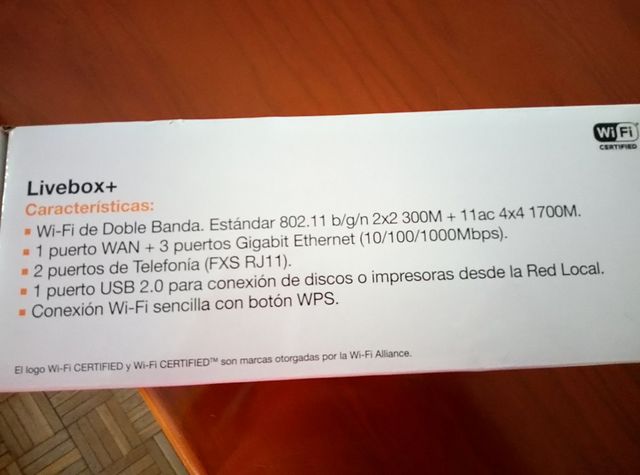 WiFi
CERTIFIED
Livebox+
Características:
▪ Wi-Fi de Doble Banda. Estándar 802.11 b/g/n 2x2 300M + 11ac 4x4 1700M.
▪ 1 puerto WAN + 3 puertos Gigabit Ethernet (10/100/1000Mbps).
▪ 2 puertos de Telefonía (FXS RJ11).
▪ 1 puerto USB 2.0 para conexión de discos o impresoras desde la Red Local.
▪ Conexión Wi-Fi sencilla con botón WPS.
El logo Wi-Fi CERTIFIED y Wi-Fi CERTIFIED™ son marcas otorgadas por la Wi-Fi Alliance.